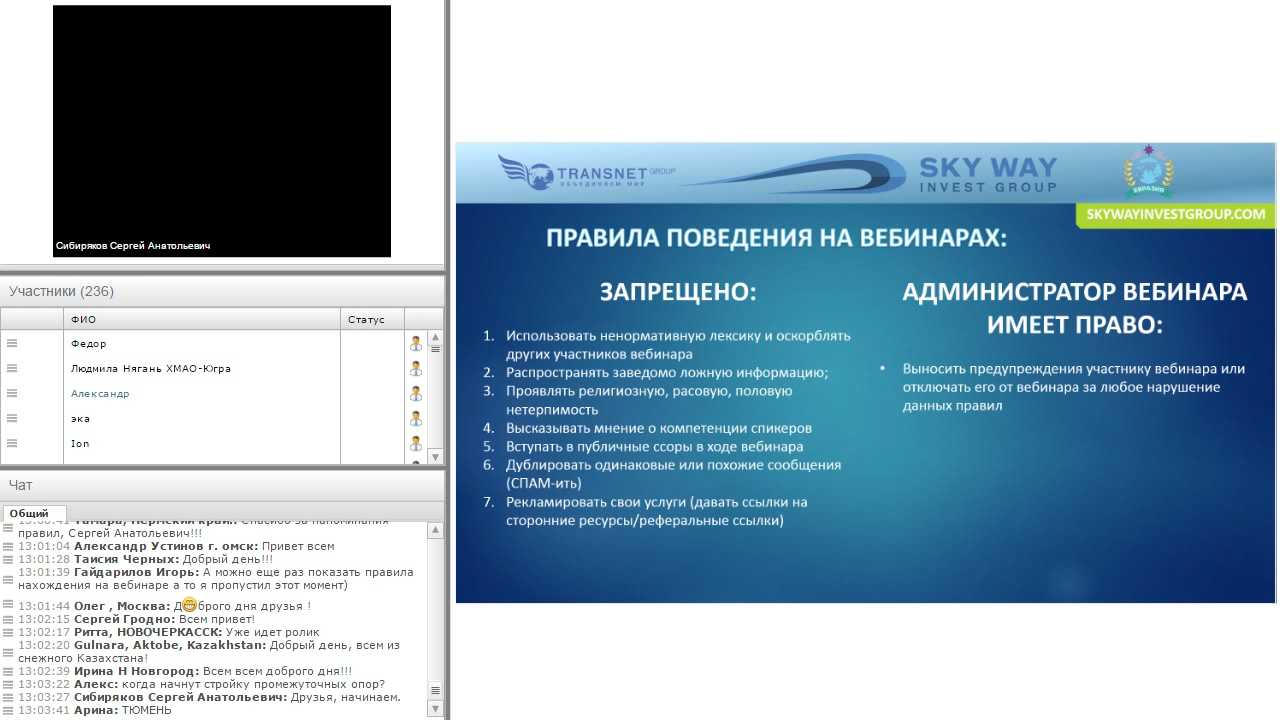 Сибиряков Сергей Анатольевич
Участники (236)
ФИО
Статус
Федор
Людмила Нягань ХМАО-Югра
Александр
эка
Ion
Чат
Общий
13:00:41 Тамара, Пермский край.: Спасибо за напоминания
правил, Сергей Анатольевич!!!
13:01:04 Александр Устинов г. омск: Привет всем
13:01:28 Таисия Черных: Добрый день!!!
13:01:39 Гайдарилов Игорь: А можно еще раз показать правила
нахождения на вебинаре а то я пропустил этот момент)
13:01:44 Олег , Москва: Д брого дня друзья !
13:02:15 Сергей Гродно: Всем привет!
13:02:17 Ритта, НОВОЧЕРКАССК: Уже идет ролик
13:02:20 Gulnara, Aktobe, Kazakhstan: Добрый день, всем из
снежного Казахстана!
13:02:39 Ирина Н Новгород: Всем всем доброго дня!!!
13:03:22 Алекс: когда начнут стройку промежуточных опор?
13:03:27 Сибиряков Сергей Анатольевич: Друзья, начинаем.
13:03:41 Арина: ТЮМЕНЬ
TRANSNET GROUP
ОБЪЕДИНЯЕМ МИР
SKY WAY
INVEST GROUP
ЕВРАЗИЯ
SKYWAYINVESTGROUP.COM
ПРАВИЛА ПОВЕДЕНИЯ НА ВЕБИНАРАХ:
ЗАПРЕЩЕНО:
1. Использовать ненормативную лексику и оскорблять
других участников вебинара
2. Распространять заведомо ложную информацию;
3. Проявлять религиозную, расовую, половую
нетерпимость
4. Высказывать мнение о компетенции спикеров
5. Вступать в публичные ссоры в ходе вебинара
6. Дублировать одинаковые или похожие сообщения
(СПАМ-ить)
7. Рекламировать свои услуги (давать ссылки на
сторонние ресурсы/реферальные ссылки)
АДМИНИСТРАТОР ВЕБИНАРА
ИМЕЕТ ПРАВО:
• Выносить предупреждения участнику вебинара или
отключать его от вебинара за любое нарушение
данных правил